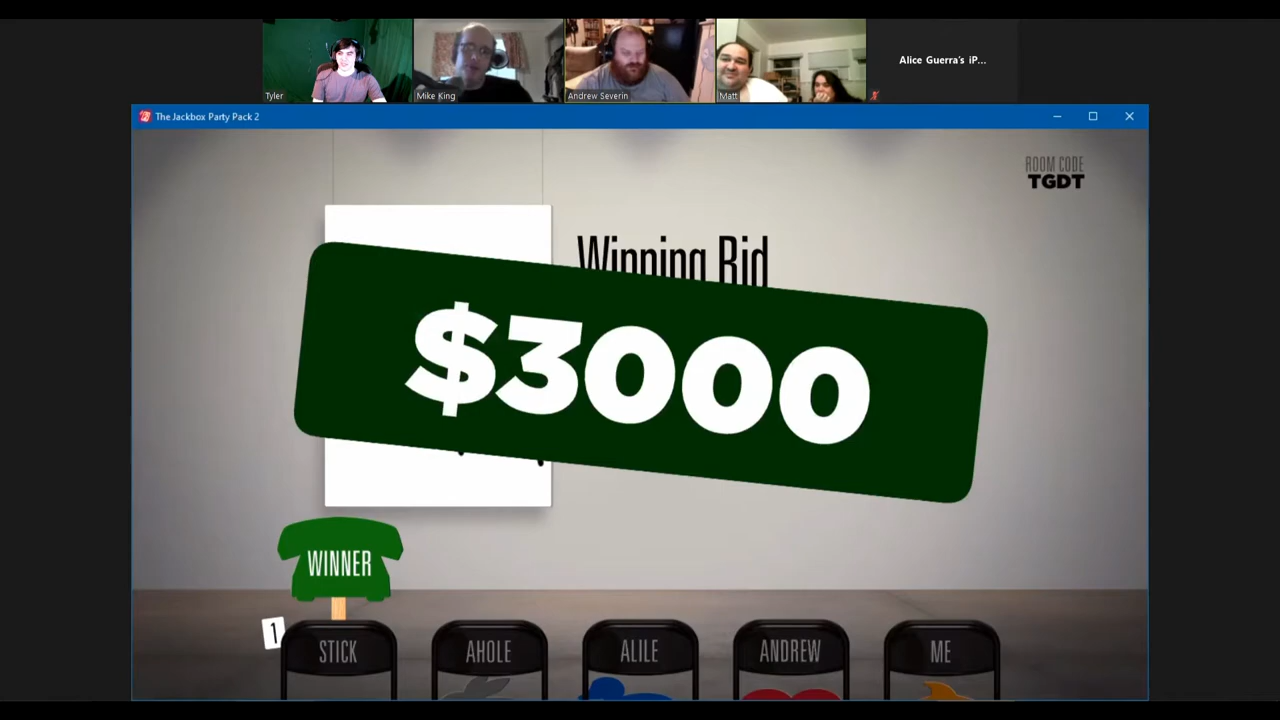 Tyler
Mike King
Andrew Severin
Matt
Alice Guerra's iP...
The Jackbox Party Pack 2
ROOM CODE
TGDT
Winning Bid
$3000
WINNER
1
STICK
AHOLE
ALILE
ANDREW
ME